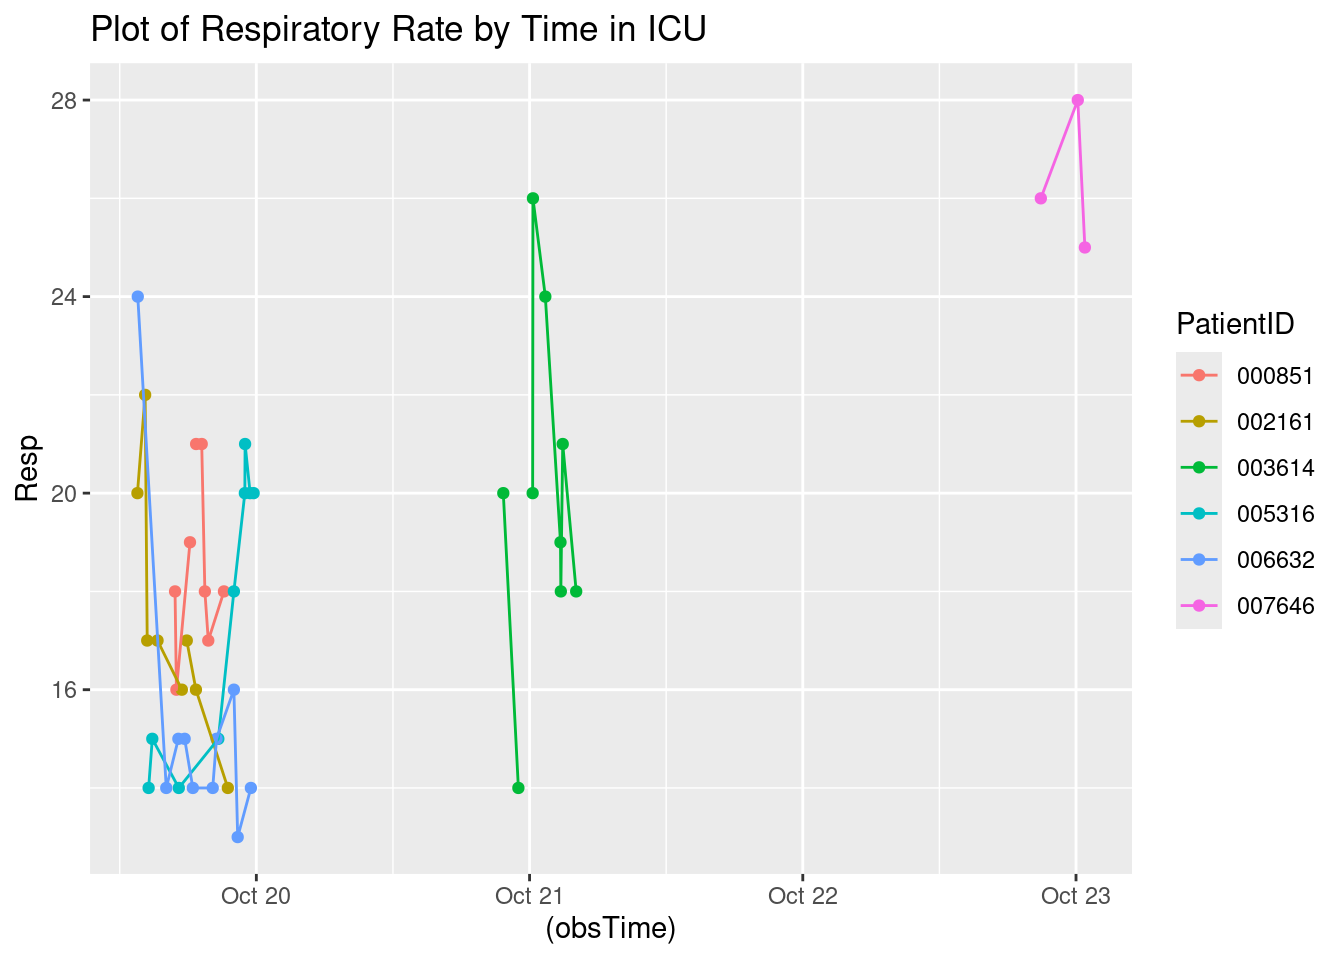 Plot of Respiratory Rate by Time in ICU
28
24
20
16
Resp
Oct 20
Oct 21
Oct 22
Oct 23
(obsTime)
PatientID
000851
002161
003614
005316
006632
007646